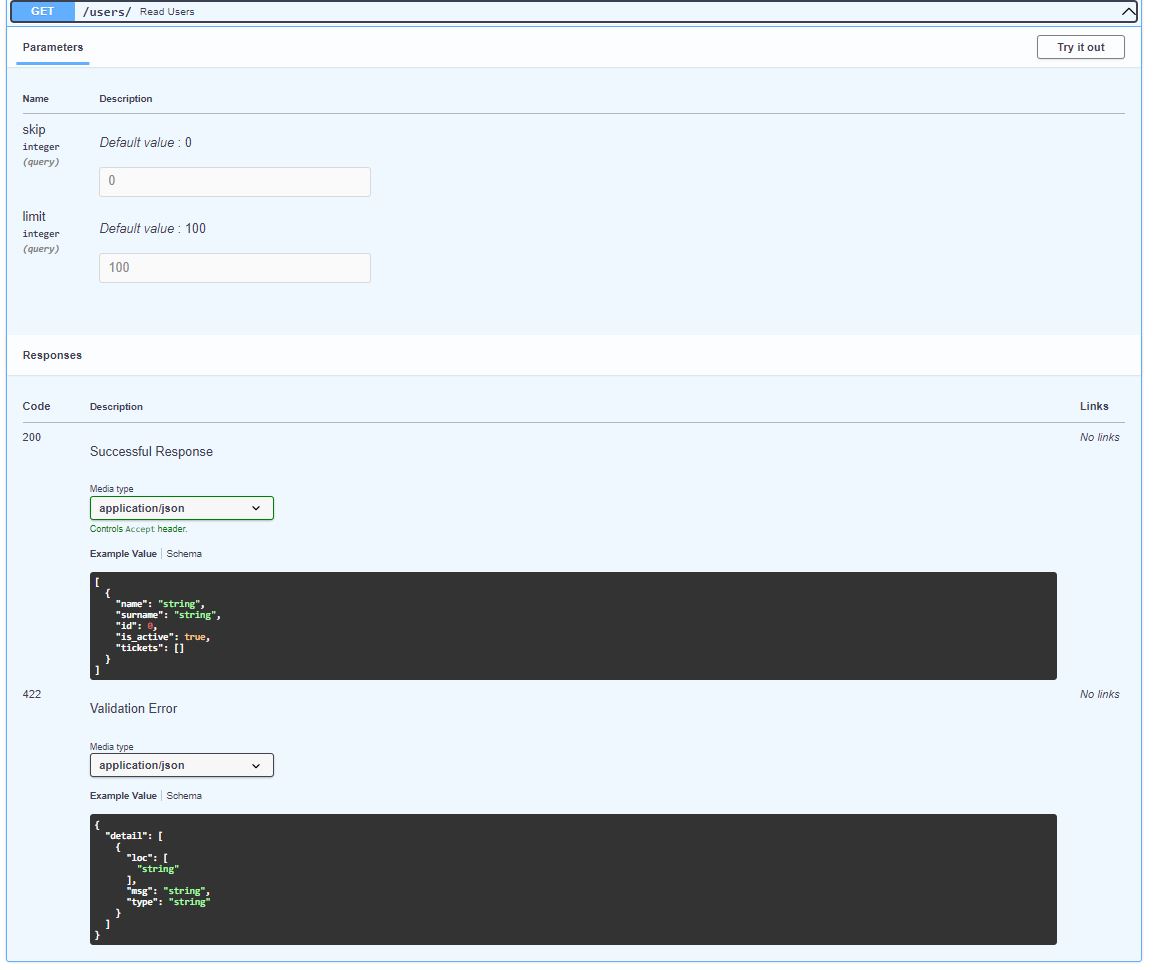 GET /users/ Read Users
Parameters
Try it out
Name Description
skip
integer
(query)
Default value : 0
0
limit
integer
(query)
Default value : 100
100
Responses
Code Description Links
200
Successful Response
No links
Media type
application/json
Controls Accept header.
Example Value | Schema
[
  {
    "name": "string",
    "surname": "string",
    "id": 0,
    "is_active": true,
    "tickets": []
  }
]
422
Validation Error
No links
Media type
application/json
Example Value | Schema
{
  "detail": [
    {
      "loc": [
        "string"
      ],
      "msg": "string",
      "type": "string"
    }
  ]
}